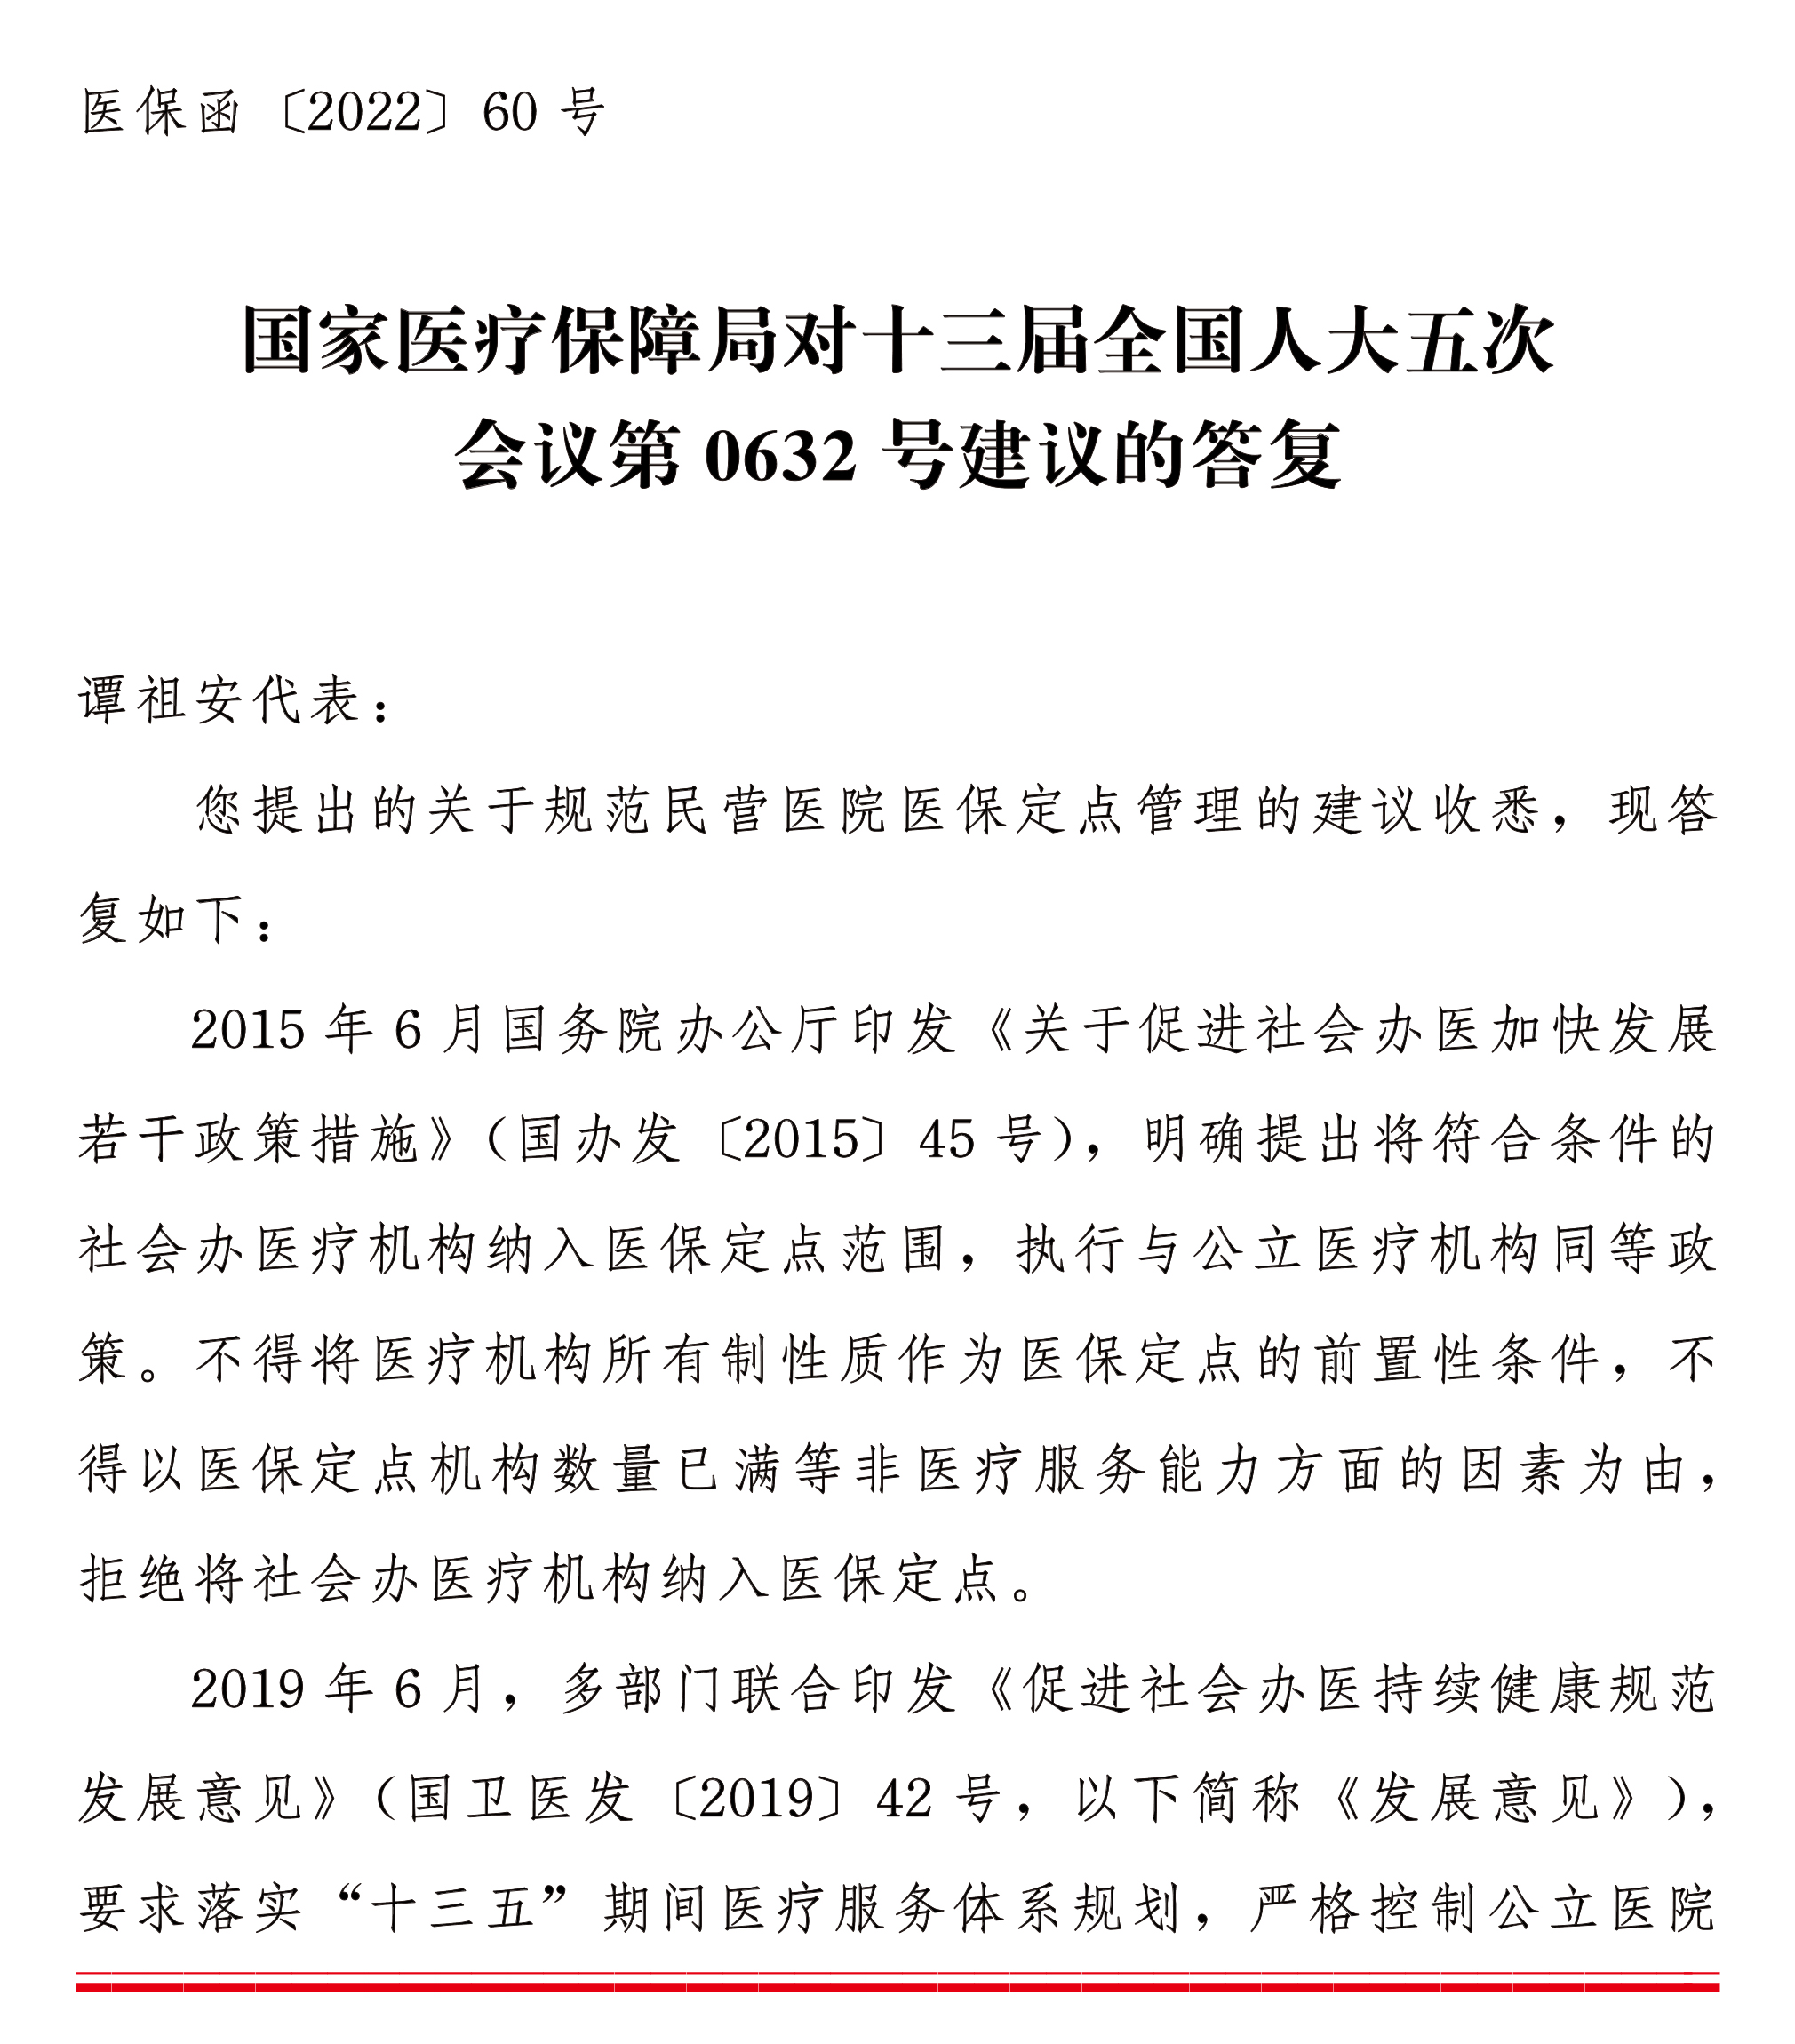 医保函〔2022〕60 号
国家医疗保障局对十三届全国人大五次
会议第 0632 号建议的答复
谭祖安代表：
您提出的关于规范民营医院医保定点管理的建议收悉，现答
复如下：
2015 年 6 月国务院办公厅印发《关于促进社会办医加快发展
若干政策措施》（国办发〔2015〕45 号），明确提出将符合条件的
社会办医疗机构纳入医保定点范围，执行与公立医疗机构同等政
策。不得将医疗机构所有制性质作为医保定点的前置性条件，不
得以医保定点机构数量已满等非医疗服务能力方面的因素为由，
拒绝将社会办医疗机构纳入医保定点。
2019 年 6 月，多部门联合印发《促进社会办医持续健康规范
发展意见》（国卫医发〔2019〕42 号，以下简称《发展意见》），
要求落实“十三五”期间医疗服务体系规划，严格控制公立医院